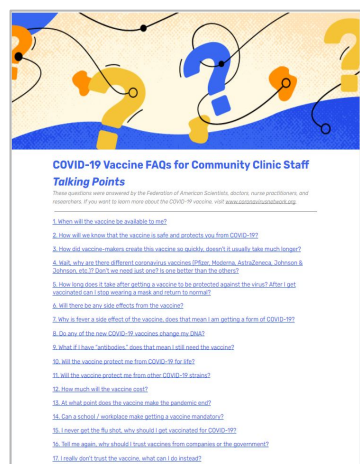 COVID-19 Vaccine FAQs for Community Clinic Staff
Talking Points
These questions were answered by the Federation of American Scientists, doctors, nurse practitioners, and
researchers. If you want to learn more about the COVID-19 vaccine, visit www.coronavirusnetwork.org.
1. When will the vaccine be available to me?
2. How will we know that the vaccine is safe and protects you from COVID-19?
3. How did vaccine-makers create this vaccine so quickly, doesn't it usually take much longer?
4. Wait, why are there different coronavirus vaccines (Pfizer, Moderna, AstraZeneca, Johnson &
Johnson, etc.)? Don't we need just one? Is one better than the others?
5. How long does it take after getting a vaccine to be protected against the virus? After I get
vaccinated can I stop wearing a mask and return to normal?
6. Will there be any side effects from the vaccine?
7. Why is fever a side effect of the vaccine, does that mean I am getting a form of COVID-19?
8. Do any of the new COVID-19 vaccines change my DNA?
9. What if I have "antibodies," does that mean I still need the vaccine?
10. Will the vaccine protect me from COVID-19 for life?
11. Will the vaccine protect me from other COVID-19 strains?
12. How much will the vaccine cost?
13. At what point does the vaccine make the pandemic end?
14. Can a school / workplace make getting a vaccine mandatory?
15. I never get the flu shot, why should I get vaccinated for COVID-19?
16. Tell me again, why should I trust vaccines from companies or the government?
17. I really don't trust the vaccine, what can I do instead?